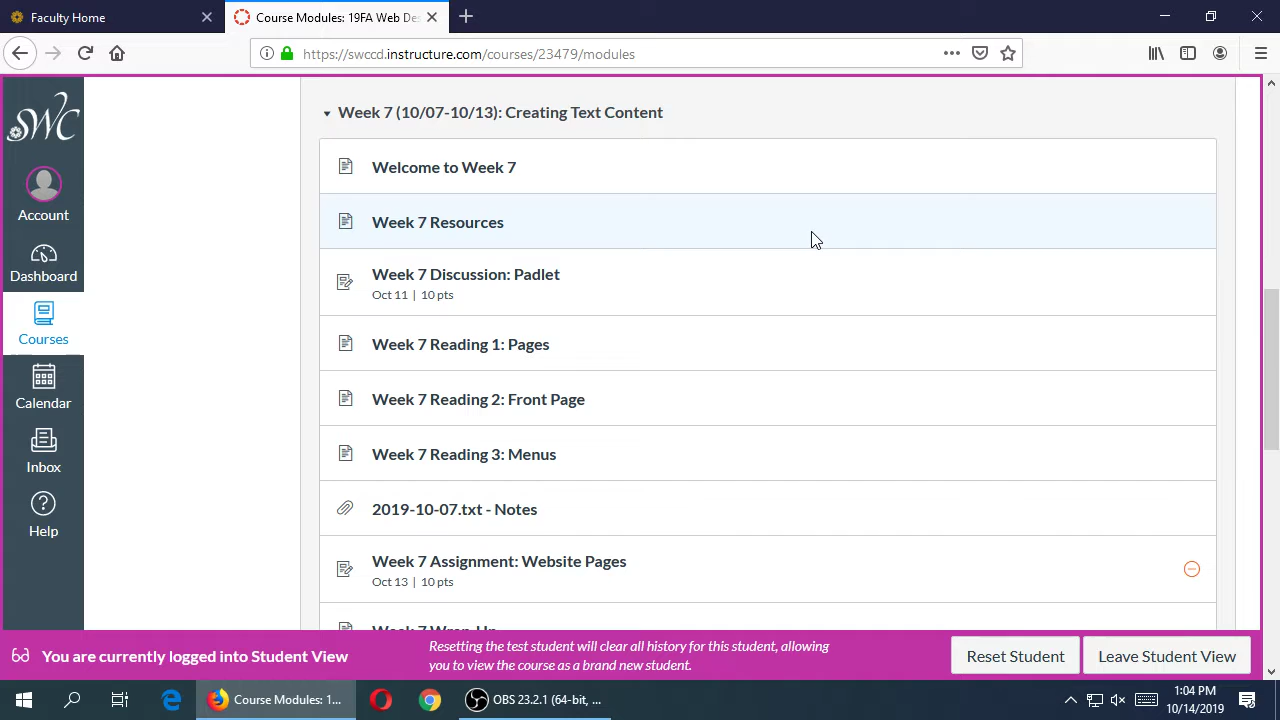 Faculty Home
Course Modules: 19FA Web Des
https://swccd.instructure.com/courses/23479/modules
SWC
Account
Dashboard
Courses
Calendar
Inbox
Help
Week 7 (10/07-10/13): Creating Text Content
Welcome to Week 7
Week 7 Resources
Week 7 Discussion: Padlet
Oct 11 | 10 pts
Week 7 Reading 1: Pages
Week 7 Reading 2: Front Page
Week 7 Reading 3: Menus
2019-10-07.txt - Notes
Week 7 Assignment: Website Pages
Oct 13 | 10 pts
Week 7 Wrap-Up
You are currently logged into Student View
Resetting the test student will clear all history for this student, allowing
you to view the course as a brand new student.
Reset Student
Leave Student View
Course Modules: 1...
OBS 23.2.1 (64-bit, ...
1:04 PM
10/14/2019